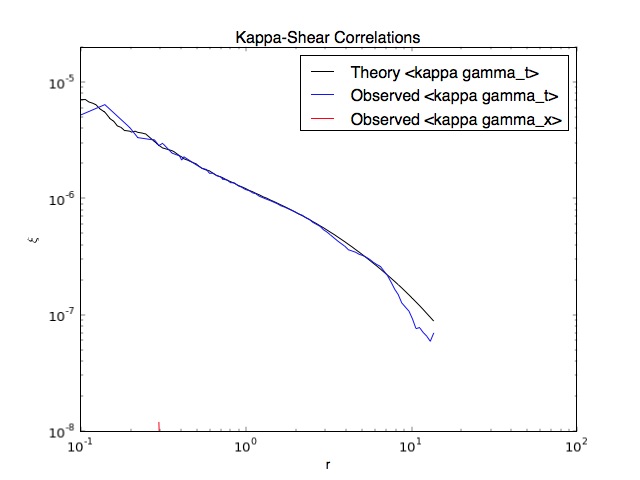 Kappa-Shear Correlations
Theory <kappa gamma_t>
Observed <kappa gamma_t>
Observed <kappa gamma_x>
10^-5
10^-6
10^-7
10^-8
ξ
10^-1
10^0
10^1
10^2
r